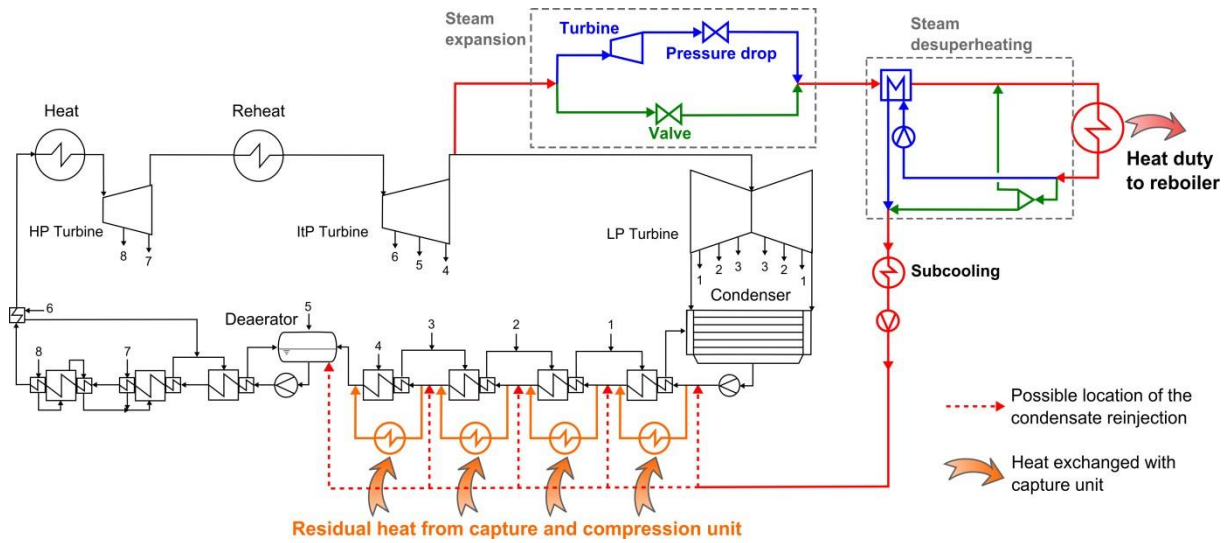 Steam
expansion
Turbine
Pressure drop
Valve
Steam
desuperheating
Heat
Reheat
Heat duty
to reboiler
HP Turbine
8 7
ItP Turbine
6 5 4
LP Turbine
1 2 3 3 2 1
Subcooling
Condenser
6
Deaerator
5
8 7
4 3 2 1
Possible location of the
condensate reinjection
Heat exchanged with
capture unit
Residual heat from capture and compression unit